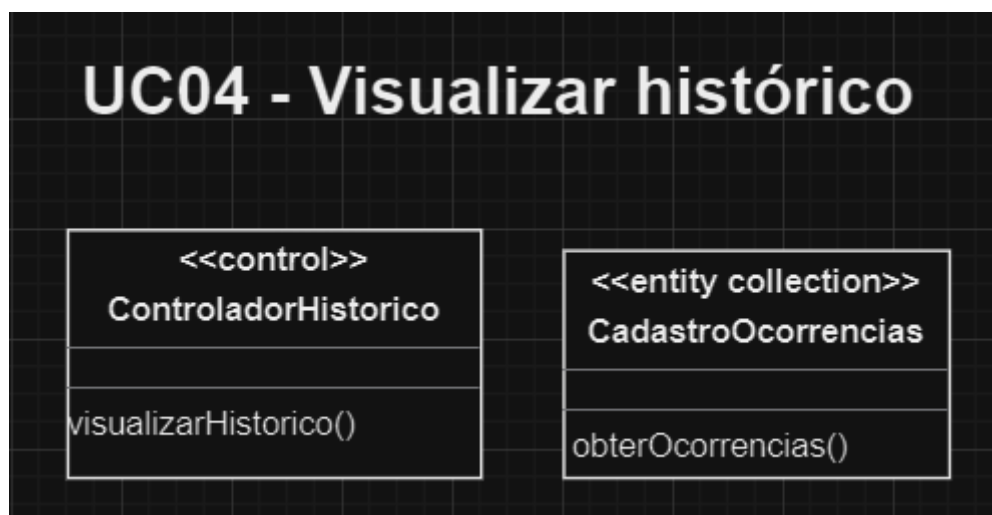 UC04 - Visualizar histórico
<<control>>
ControladorHistorico
visualizarHistorico()
<<entity collection>>
CadastroOcorrencias
obterOcorrencias()